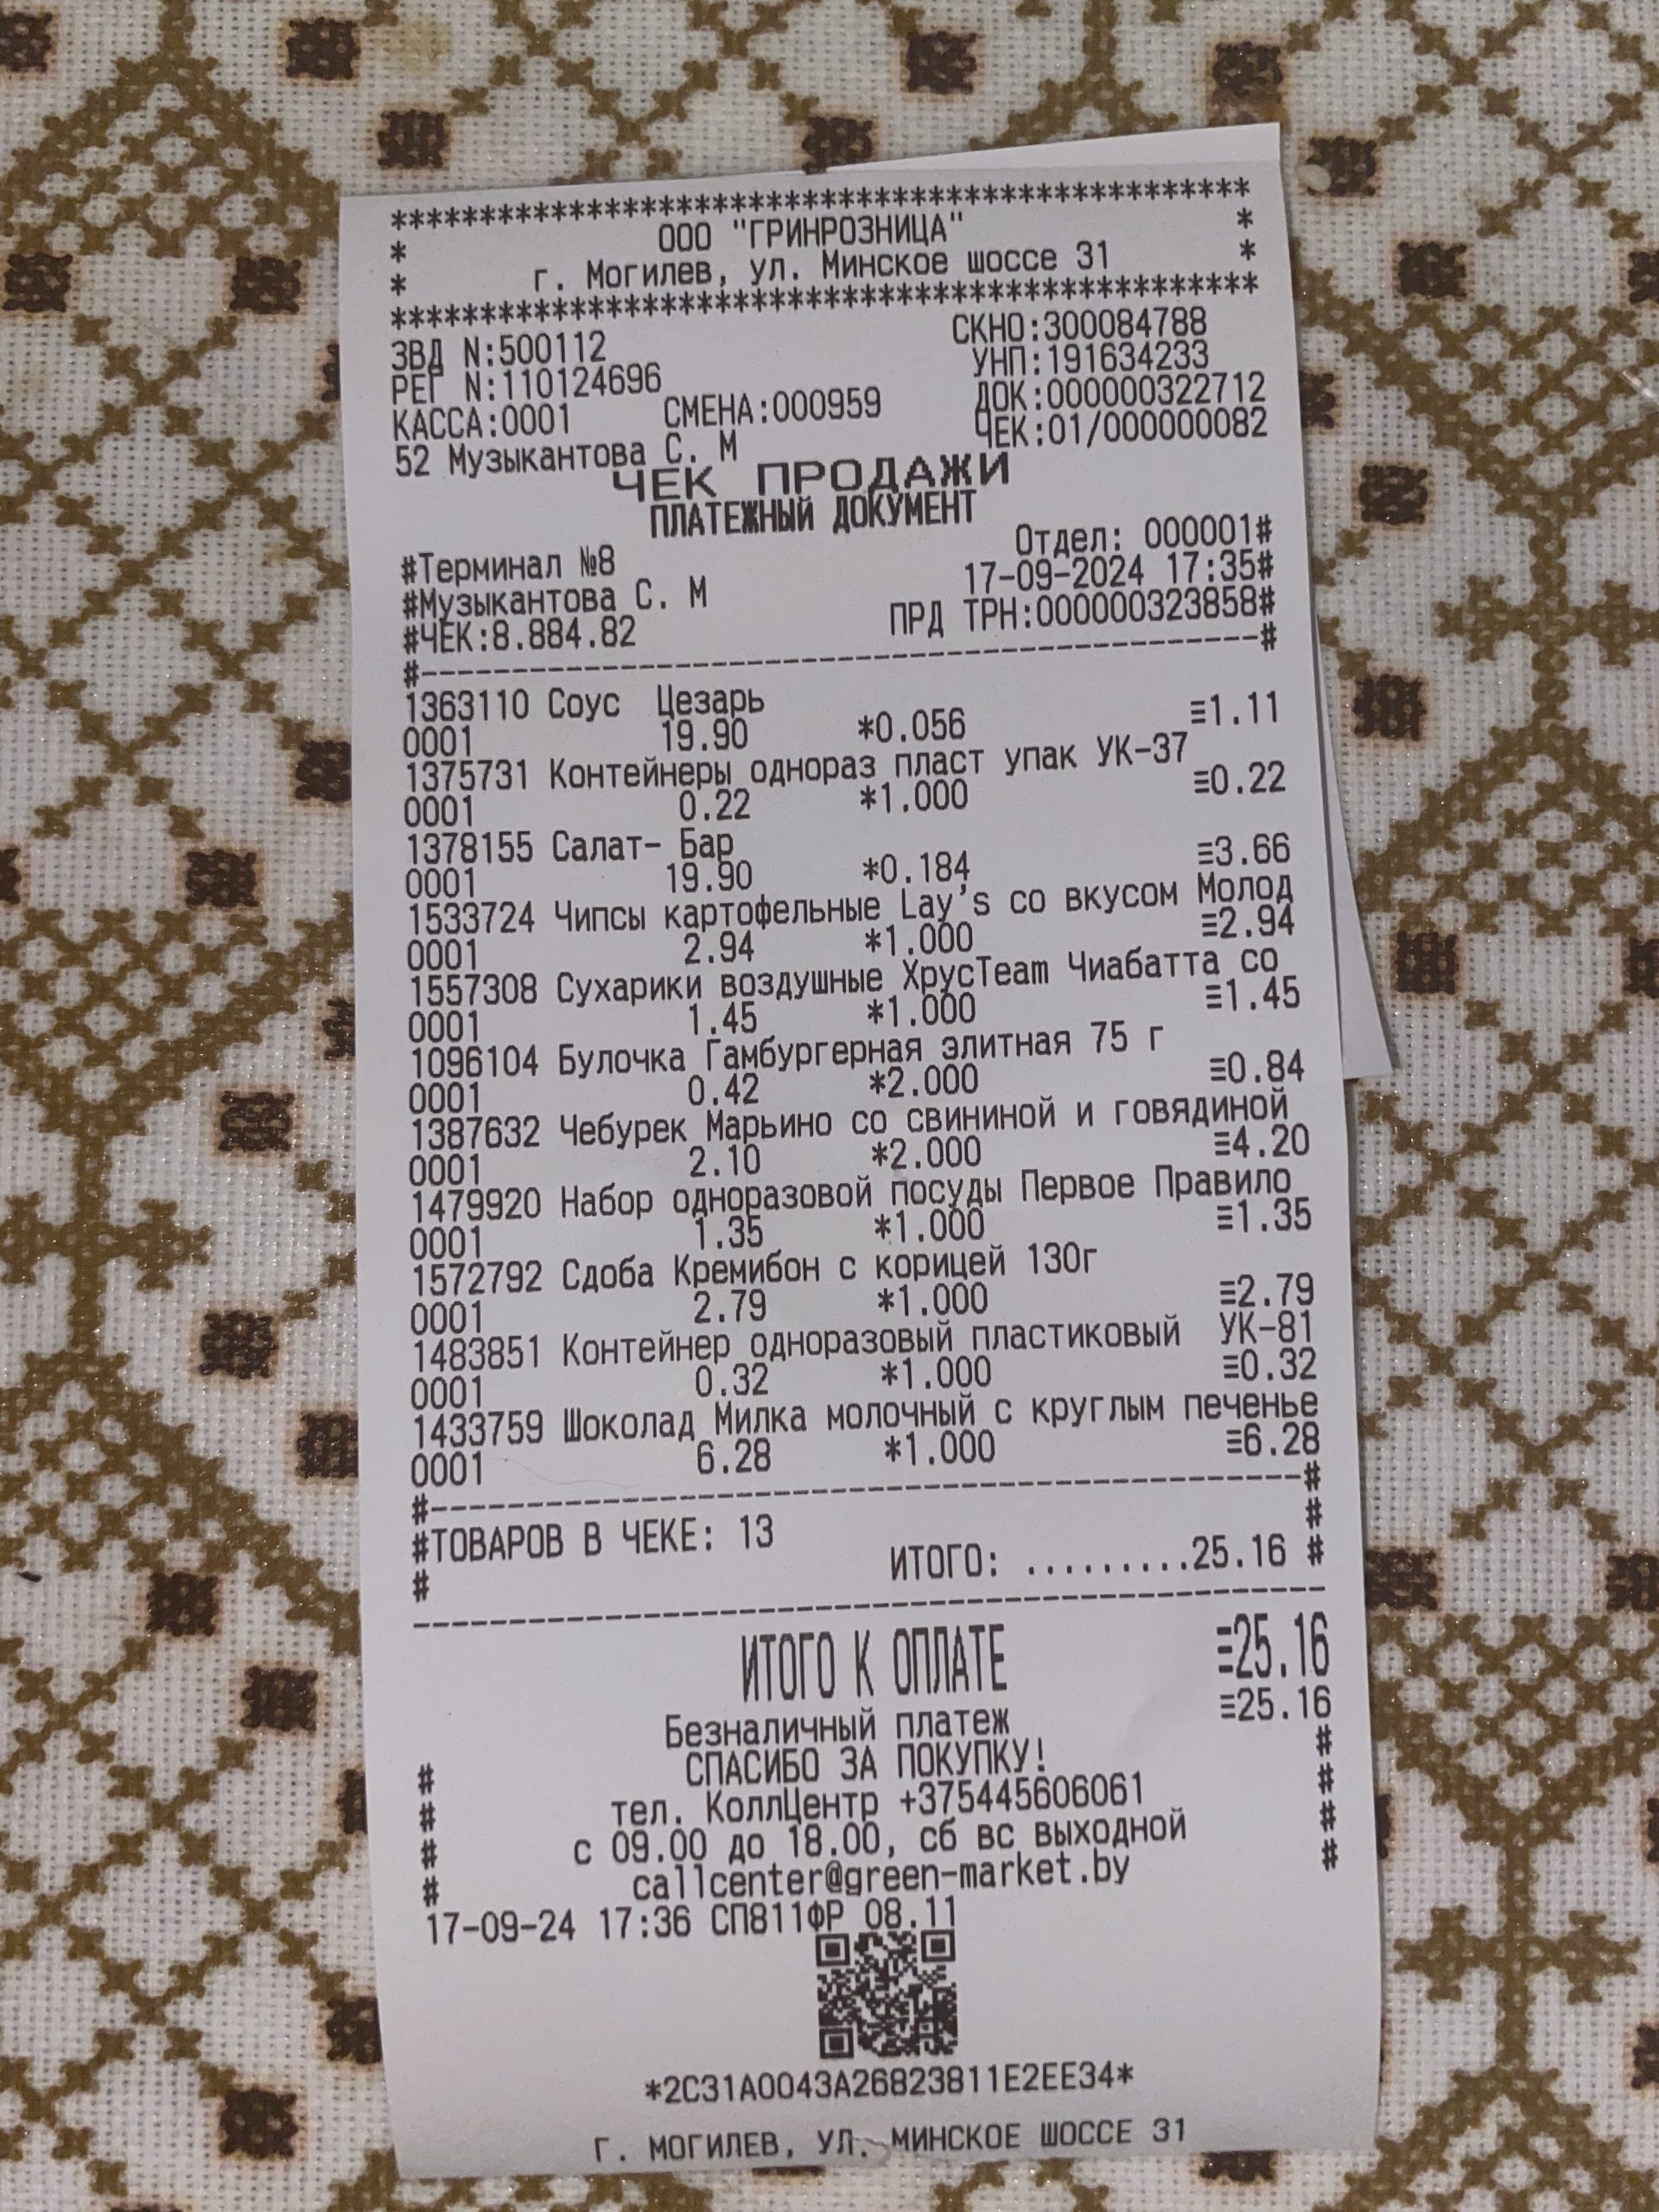 ************************************************
* ООО "ГРИНРОЗНИЦА" *
* г. Могилев, ул. Минское шоссе 31 *
************************************************
ЗВД N:500112 СКНО:300084788
РЕГ N:110124696 УНП:191634233
КАССА:0001 СМЕНА:000959 ДОК:000000322712
52 Музыкантова С. М ЧЕК:01/000000082
ЧЕК ПРОДАЖИ
ПЛАТЕЖНЫЙ ДОКУМЕНТ
#Терминал №8 Отдел: 000001#
#Музыкантова С. М 17-09-2024 17:35#
#ЧЕК:8.884.82 ПРД ТРН:000000323858#
#----------------------------------------------#
1363110 Соус Цезарь
0001 19.90 *0.056 ≡1.11
1375731 Контейнеры однораз пласт упак УК-37
0001 0.22 *1.000 ≡0.22
1378155 Салат- Бар
0001 19.90 *0.184 ≡3.66
1533724 Чипсы картофельные Lay's со вкусом Молод
0001 2.94 *1.000 ≡2.94
1557308 Сухарики воздушные ХрусTeam Чиабатта со
0001 1.45 *1.000 ≡1.45
1096104 Булочка Гамбургерная элитная 75 г
0001 0.42 *2.000 ≡0.84
1387632 Чебурек Марьино со свининой и говядиной
0001 2.10 *2.000 ≡4.20
1479920 Набор одноразовой посуды Первое Правило
0001 1.35 *1.000 ≡1.35
1572792 Сдоба Кремибон с корицей 130г
0001 2.79 *1.000 ≡2.79
1483851 Контейнер одноразовый пластиковый УК-81
0001 0.32 *1.000 ≡0.32
1433759 Шоколад Милка молочный с круглым печенье
0001 6.28 *1.000 ≡6.28
#----------------------------------------------#
#ТОВАРОВ В ЧЕКЕ: 13 #
# ИТОГО: .........25.16 #
------------------------------------------------
ИТОГО К ОПЛАТЕ ≡25.16
Безналичный платеж ≡25.16
# СПАСИБО ЗА ПОКУПКУ! #
# тел. КоллЦентр +375445606061 #
# с 09.00 до 18.00, сб вс выходной #
# callcenter@green-market.by #
17-09-24 17:36 СП811ФР 08.11
*2C31A0043A26823811E2EE34*
Г. МОГИЛЕВ, УЛ. МИНСКОЕ ШОССЕ 31